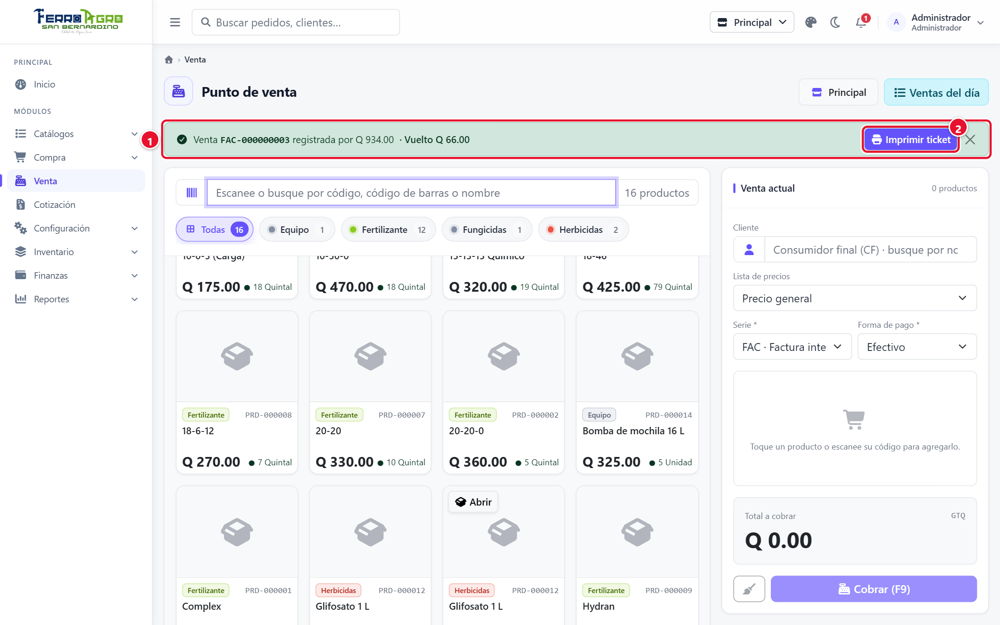 FERRO AGRO
SAN BERNARDINO
Buscar pedidos, clientes...
Principal
1
A
Administrador
Administrador
PRINCIPAL
Inicio
MÓDULOS
Catálogos
Compra
Venta
Cotización
Configuración
Inventario
Finanzas
Reportes
Venta
Punto de venta
Principal
Ventas del día
1
Venta FAC-000000003 registrada por Q 934.00 · Vuelto Q 66.00
Imprimir ticket
2
Escanee o busque por código, código de barras o nombre
16 productos
Todas 16
Equipo 1
Fertilizante 12
Fungicidas 1
Herbicidas 2
10-0-5 (Carga)
10-30-0
15-15-15 Químico
18-46
Q 175.00 18 Quintal
Q 470.00 18 Quintal
Q 320.00 19 Quintal
Q 425.00 79 Quintal
Fertilizante PRD-000008
18-6-12
Q 270.00 7 Quintal
Fertilizante PRD-000007
20-20
Q 330.00 10 Quintal
Fertilizante PRD-000002
20-20-0
Q 360.00 5 Quintal
Equipo PRD-000014
Bomba de mochila 16 L
Q 325.00 5 Unidad
Fertilizante PRD-000001
Complex
Herbicidas PRD-000012
Glifosato 1 L
Abrir
Herbicidas PRD-000012
Glifosato 1 L
Fertilizante PRD-000009
Hydran
Venta actual
0 productos
Cliente
Consumidor final (CF) · busque por nc
Lista de precios
Precio general
Serie *
FAC · Factura inte
Forma de pago *
Efectivo
Toque un producto o escanee su código para agregarlo.
Total a cobrar
GTQ
Q 0.00
Cobrar (F9)